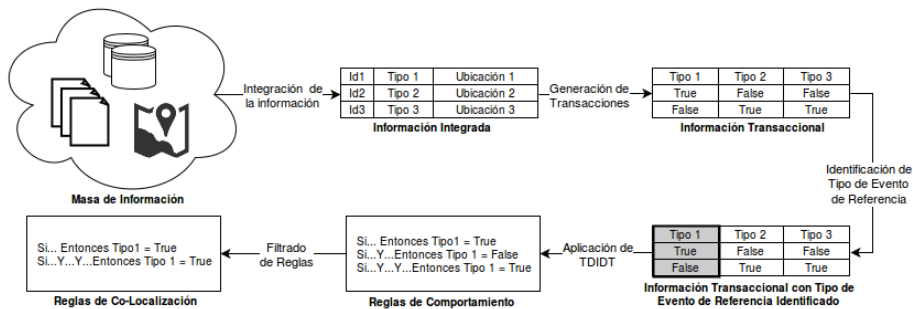 Integración de
la información
Id1 Tipo 1 Ubicación 1
Id2 Tipo 2 Ubicación 2
Id3 Tipo 3 Ubicación 3
Información Integrada
Generación de
Transacciones
Tipo 1 Tipo 2 Tipo 3
True False False
False True True
Información Transaccional
Masa de Información
Identificación de
Tipo de Evento
de Referencia
Tipo 1 Tipo 2 Tipo 3
True False False
False True True
Información Transaccional con Tipo de
Evento de Referencia Identificado
Aplicación de
TDIDT
Si... Entonces Tipo1 = True
Si...Y...Entonces Tipo 1 = False
Si...Y...Y...Entonces Tipo 1 = True
Reglas de Comportamiento
Filtrado
de Reglas
Si... Entonces Tipo1 = True
Si...Y...Y...Entonces Tipo 1 = True
Reglas de Co-Localización